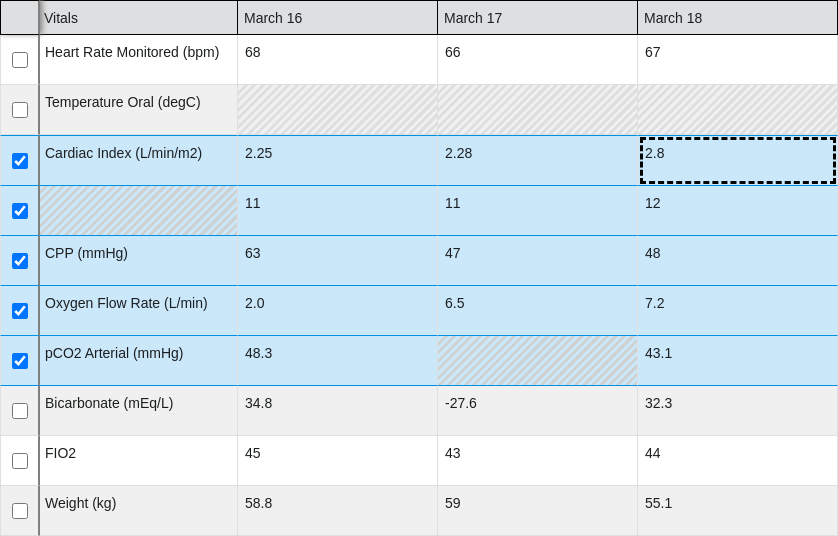 Vitals March 16 March 17 March 18
Heart Rate Monitored (bpm) 68 66 67
Temperature Oral (degC)
Cardiac Index (L/min/m2) 2.25 2.28 2.8
11 11 12
CPP (mmHg) 63 47 48
Oxygen Flow Rate (L/min) 2.0 6.5 7.2
pCO2 Arterial (mmHg) 48.3 43.1
Bicarbonate (mEq/L) 34.8 -27.6 32.3
FIO2 45 43 44
Weight (kg) 58.8 59 55.1